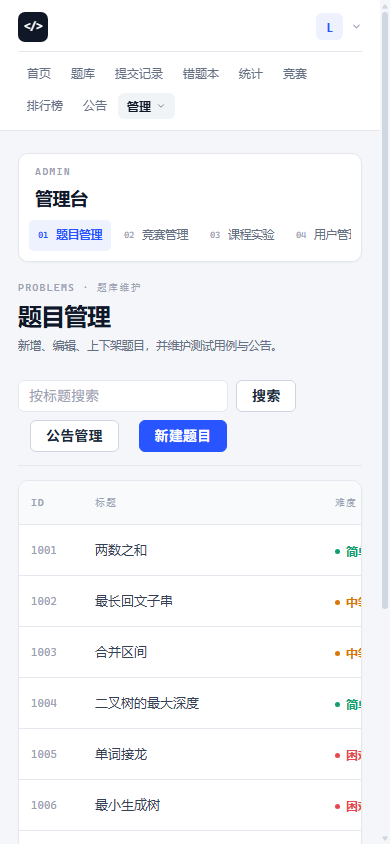 </>
L
首页 题库 提交记录 错题本 统计 竞赛
排行榜 公告 管理
ADMIN
管理台
01 题目管理 02 竞赛管理 03 课程实验 04 用户管
PROBLEMS · 题库维护
题目管理
新增、编辑、上下架题目，并维护测试用例与公告。
按标题搜索 搜索
公告管理 新建题目
ID 标题 难度
1001 两数之和 简
1002 最长回文子串 中
1003 合并区间 中
1004 二叉树的最大深度 简
1005 单词接龙 困
1006 最小生成树 困